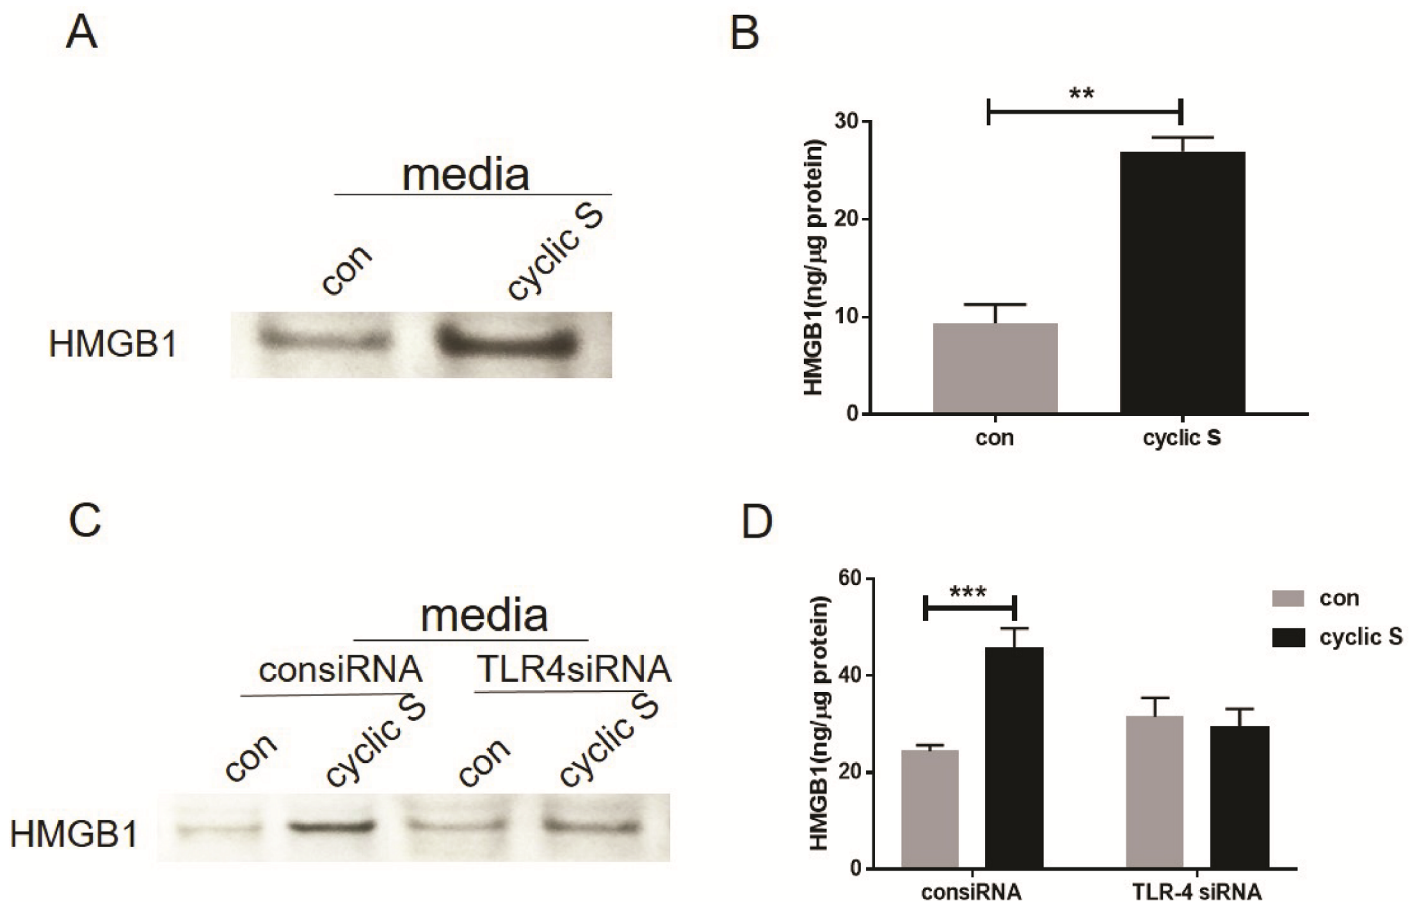 A
media
con
cyclic S
HMGB1
B
**
HMGB1(ng/µg protein)
30
20
10
0
con
cyclic S
C
media
consiRNA
TLR4siRNA
con
cyclic S
con
cyclic S
HMGB1
D
***
HMGB1(ng/µg protein)
60
40
20
0
consiRNA
TLR-4 siRNA
con
cyclic S